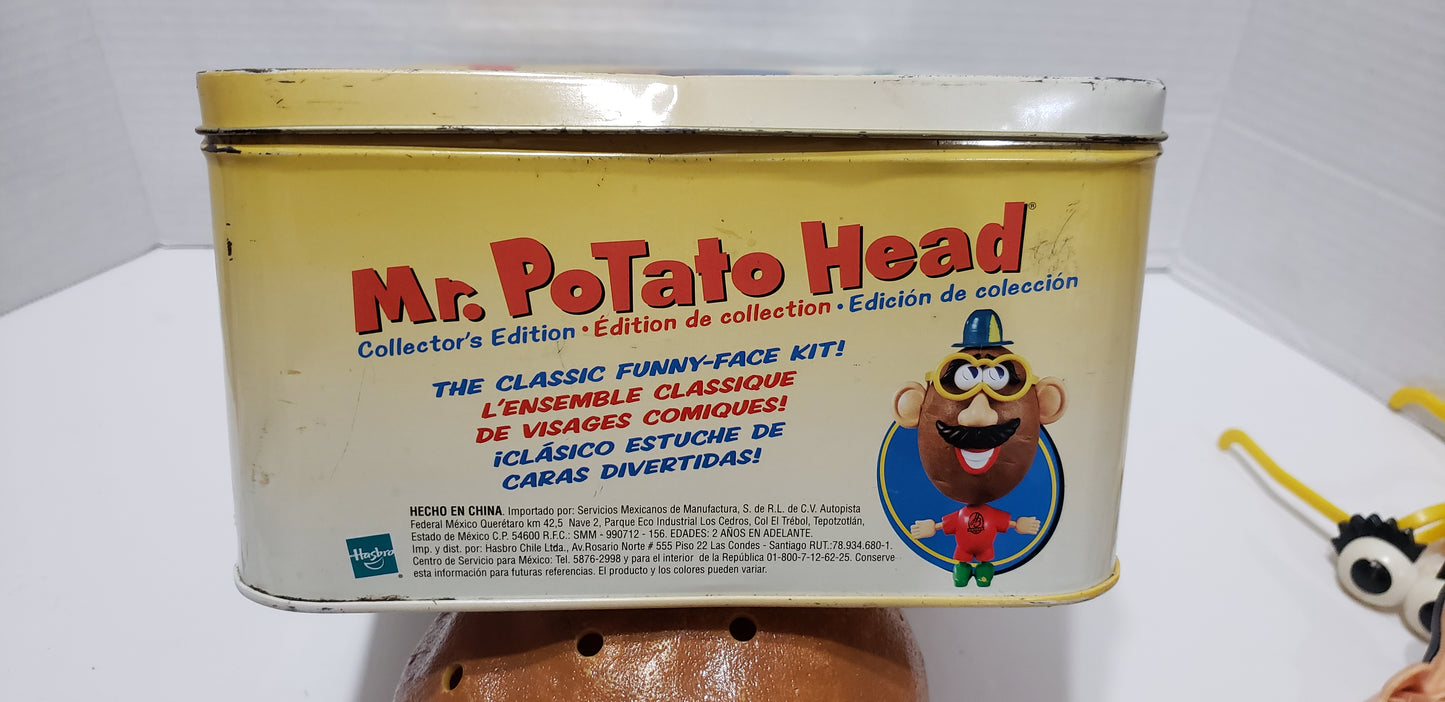 Mr. PoTato Head®
Collector's Edition • Édition de collection • Edición de colección
THE CLASSIC FUNNY-FACE KIT!
L'ENSEMBLE CLASSIQUE
DE VISAGES COMIQUES!
¡CLÁSICO ESTUCHE DE
CARAS DIVERTIDAS!
HECHO EN CHINA. Importado por: Servicios Mexicanos de Manufactura, S. de R.L. de C.V. Autopista
Federal México Querétaro km 42,5 Nave 2, Parque Eco Industrial Los Cedros, Col El Trébol, Tepotzotlán,
Estado de México C.P. 54600 R.F.C.: SMM - 990712 - 156. EDADES: 2 AÑOS EN ADELANTE.
Imp. y dist. por: Hasbro Chile Ltda., Av.Rosario Norte # 555 Piso 22 Las Condes - Santiago RUT.:78.934.680-1.
Centro de Servicio para México: Tel. 5876-2998 y para el interior de la República 01-800-7-12-62-25. Conserve
esta información para futuras referencias. El producto y los colores pueden variar.
Hasbro®